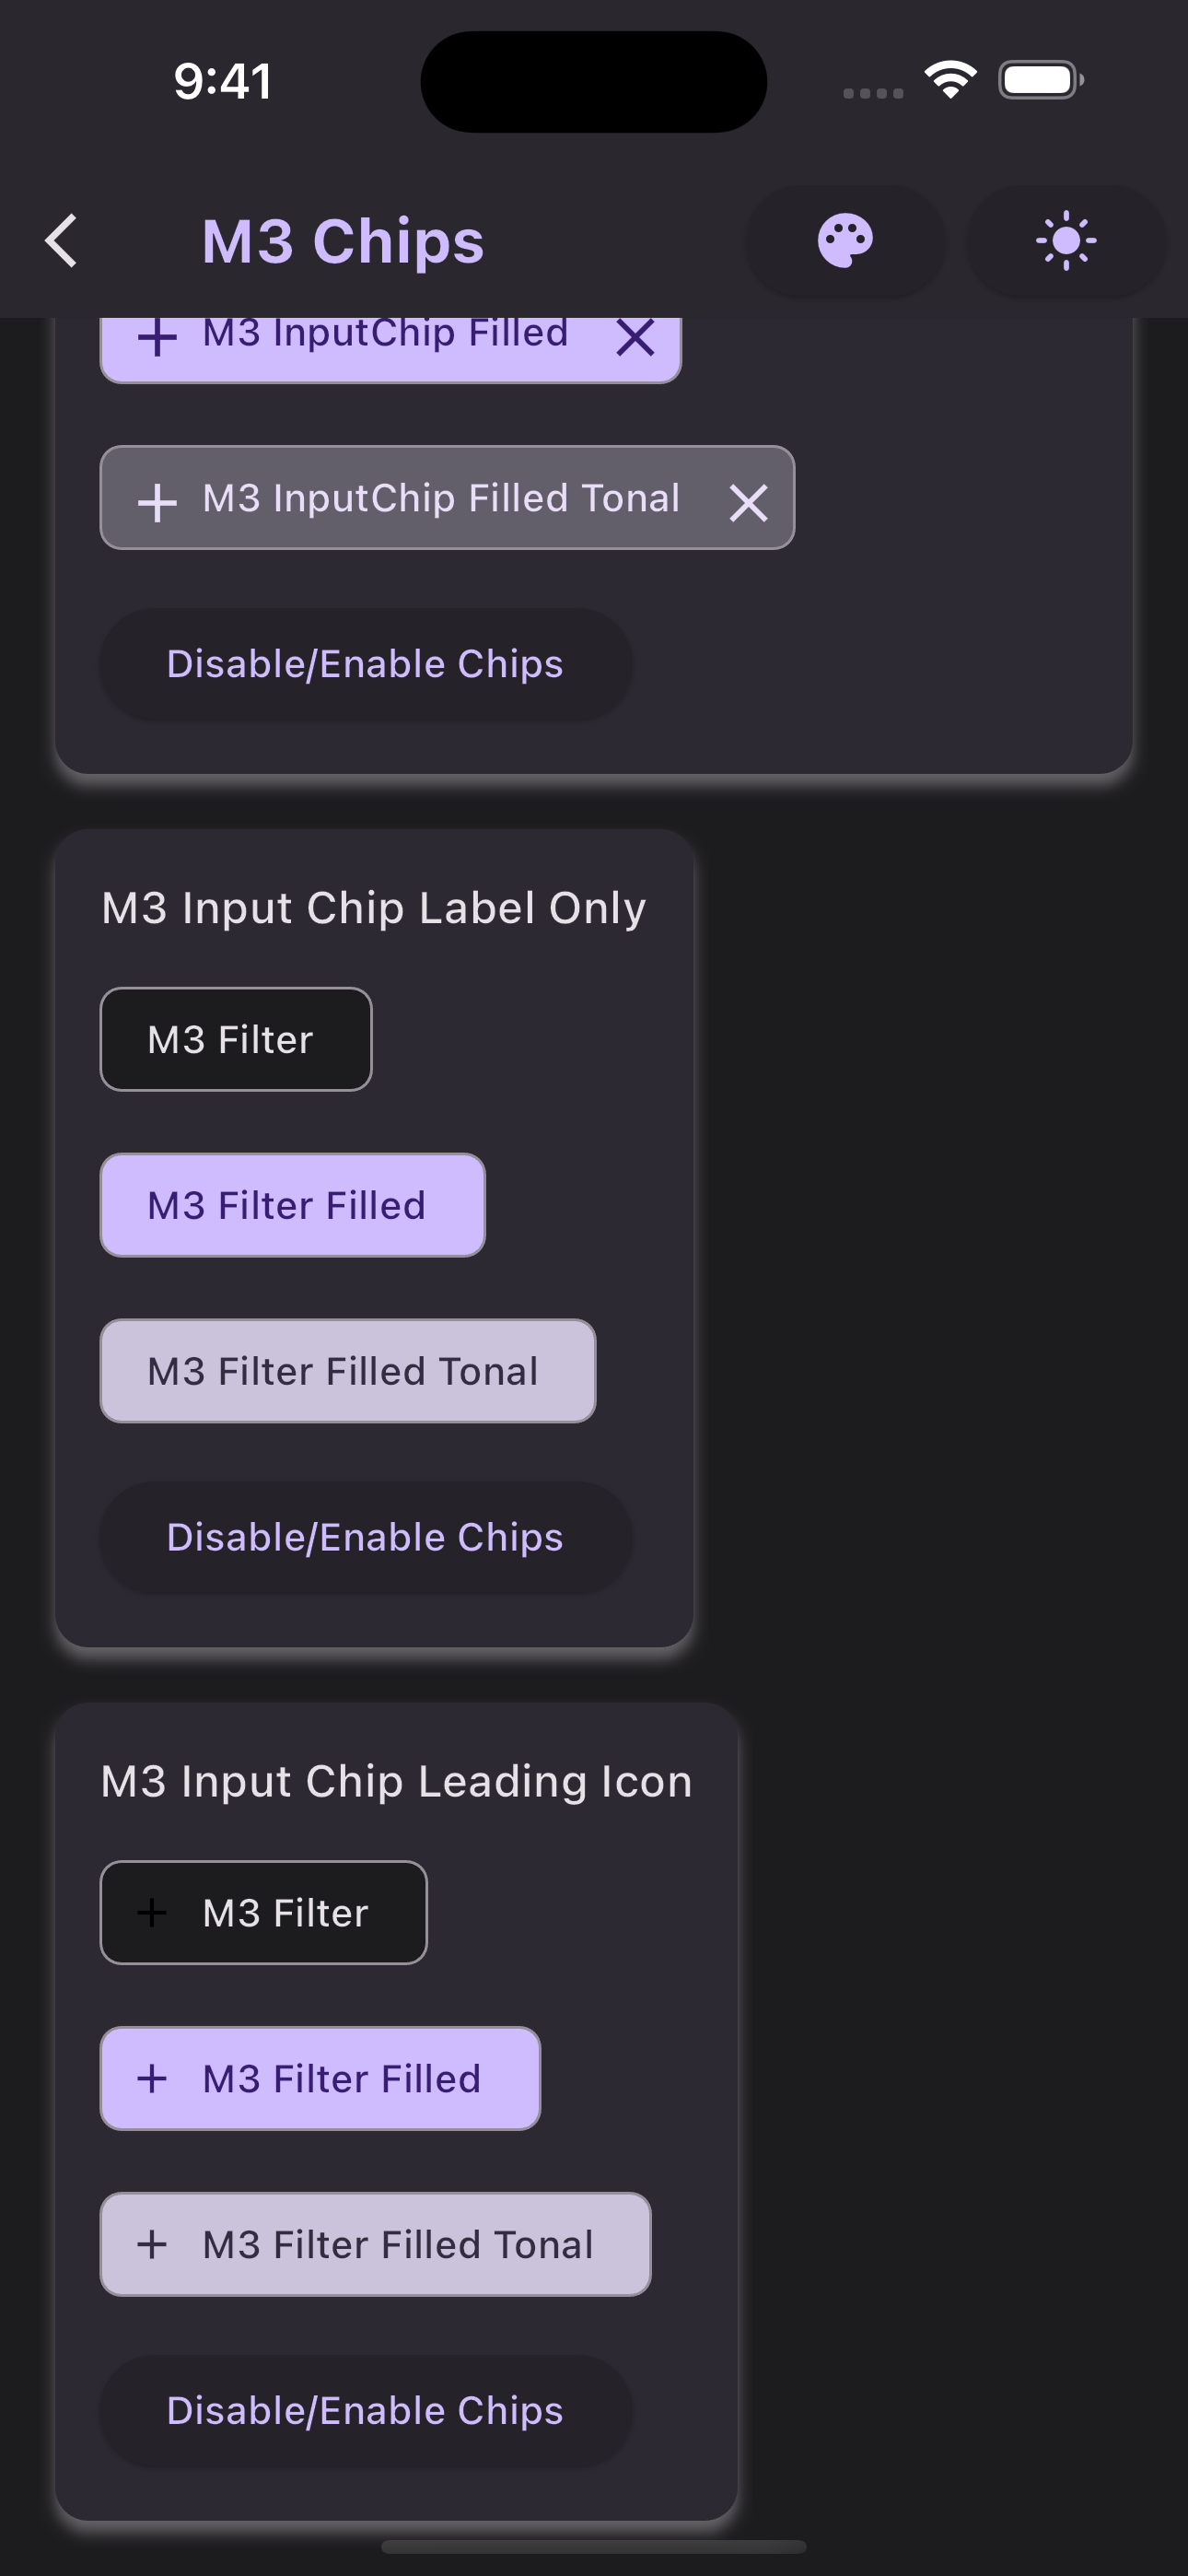 9:41
M3 Chips
M3 InputChip Filled
M3 InputChip Filled Tonal
Disable/Enable Chips
M3 Input Chip Label Only
M3 Filter
M3 Filter Filled
M3 Filter Filled Tonal
Disable/Enable Chips
M3 Input Chip Leading Icon
M3 Filter
M3 Filter Filled
M3 Filter Filled Tonal
Disable/Enable Chips